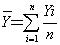 Ȳ = ∑ᵢ₌₁ⁿ Yᵢ/n